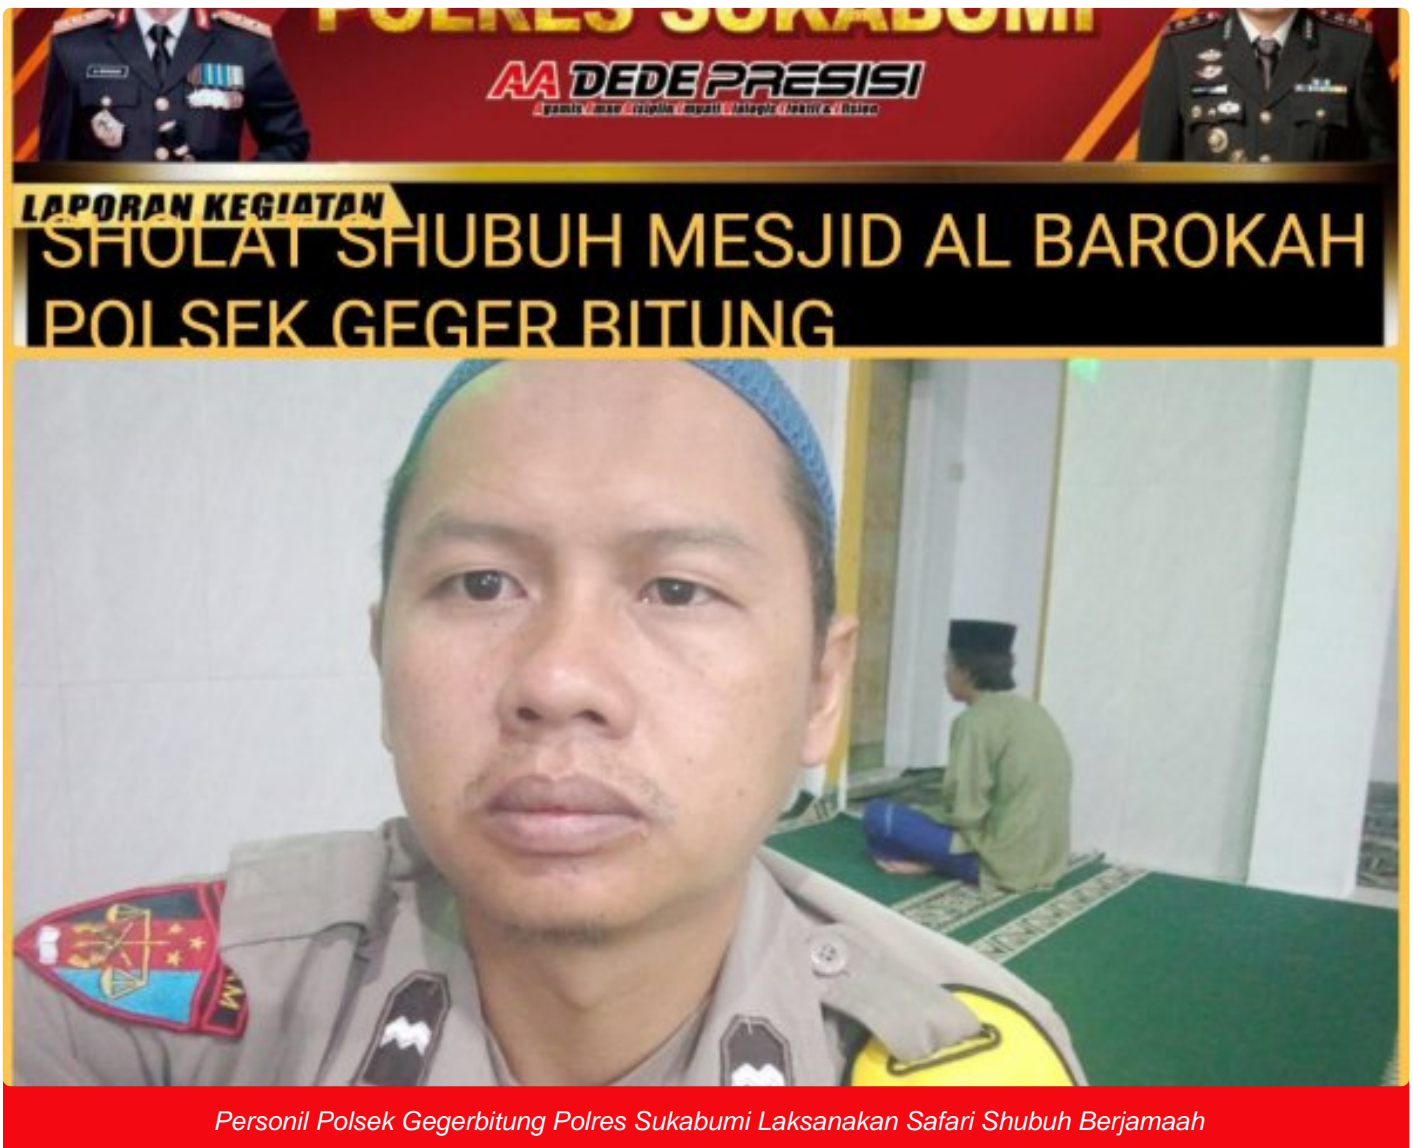 POLRES SUKABUMI
AA DEDE PRESISI
LAPORAN KEGIATAN
SHOLAT SHUBUH MESJID AL BAROKAH
POLSEK GEGER BITUNG
Personil Polsek Gegerbitung Polres Sukabumi Laksanakan Safari Shubuh Berjamaah